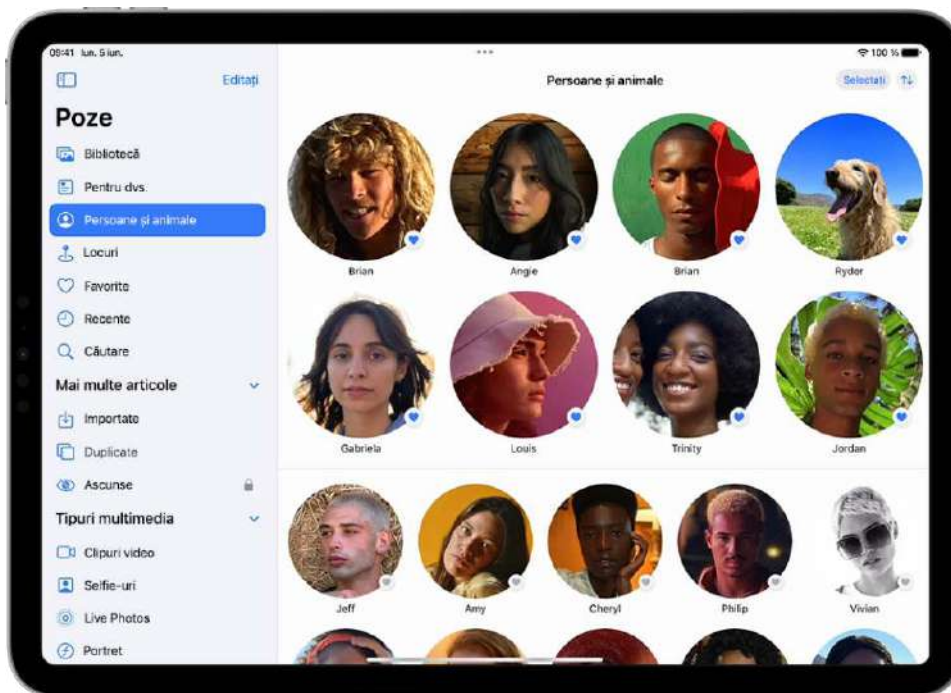 09:41 lun. 5 iun.
100 %
Editați
Persoane și animale
Selectați
Poze
Bibliotecă
Pentru dvs.
Persoane și animale
Locuri
Favorite
Recente
Căutare
Mai multe articole
Importate
Duplicate
Ascunse
Tipuri multimedia
Clipuri video
Selfie-uri
Live Photos
Portret
Brian
Angie
Brian
Ryder
Gabriela
Louis
Trinity
Jordan
Jeff
Amy
Cheryl
Philip
Vivian